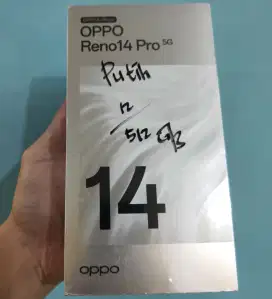 OPPO
Reno14 Pro 5G
Putih
12
512 GB
14
oppo